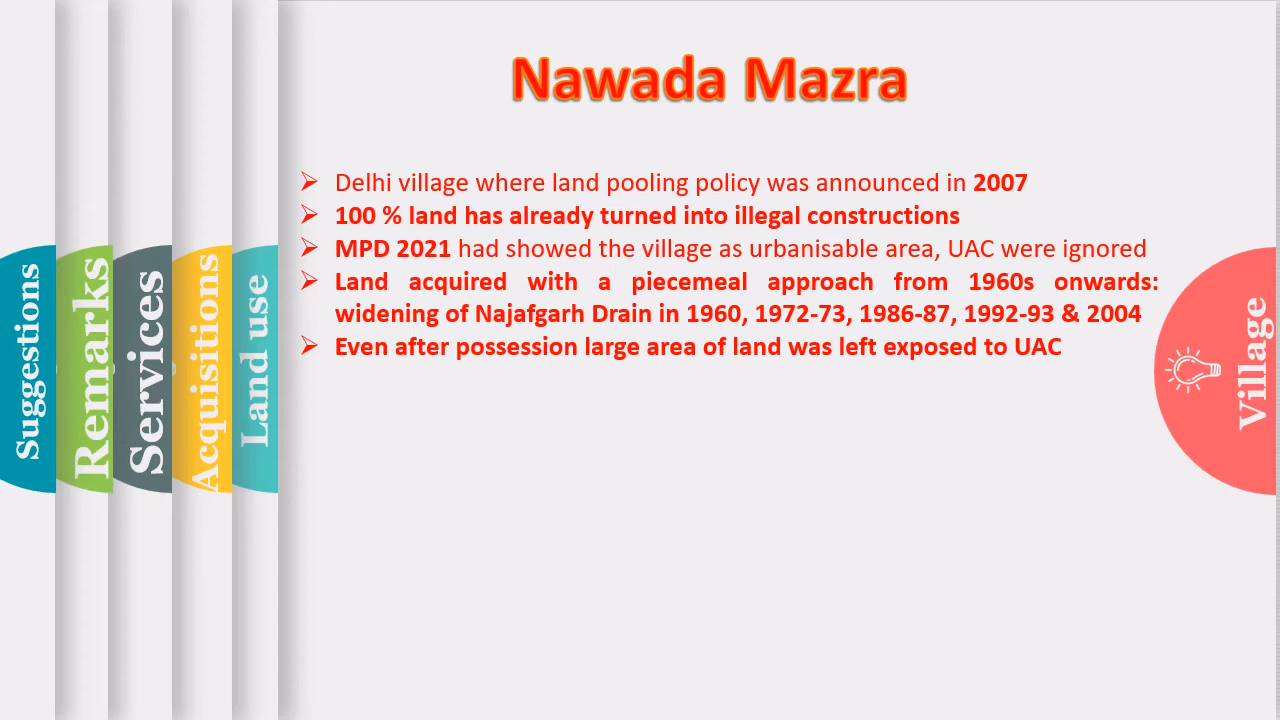 Nawada Mazra
Delhi village where land pooling policy was announced in 2007
100 % land has already turned into illegal constructions
MPD 2021 had showed the village as urbanisable area, UAC were ignored
Land acquired with a piecemeal approach from 1960s onwards:
widening of Najafgarh Drain in 1960, 1972-73, 1986-87, 1992-93 & 2004
Even after possession large area of land was left exposed to UAC
Suggestions
Remarks
Services
Acquisitions
Land use
Village